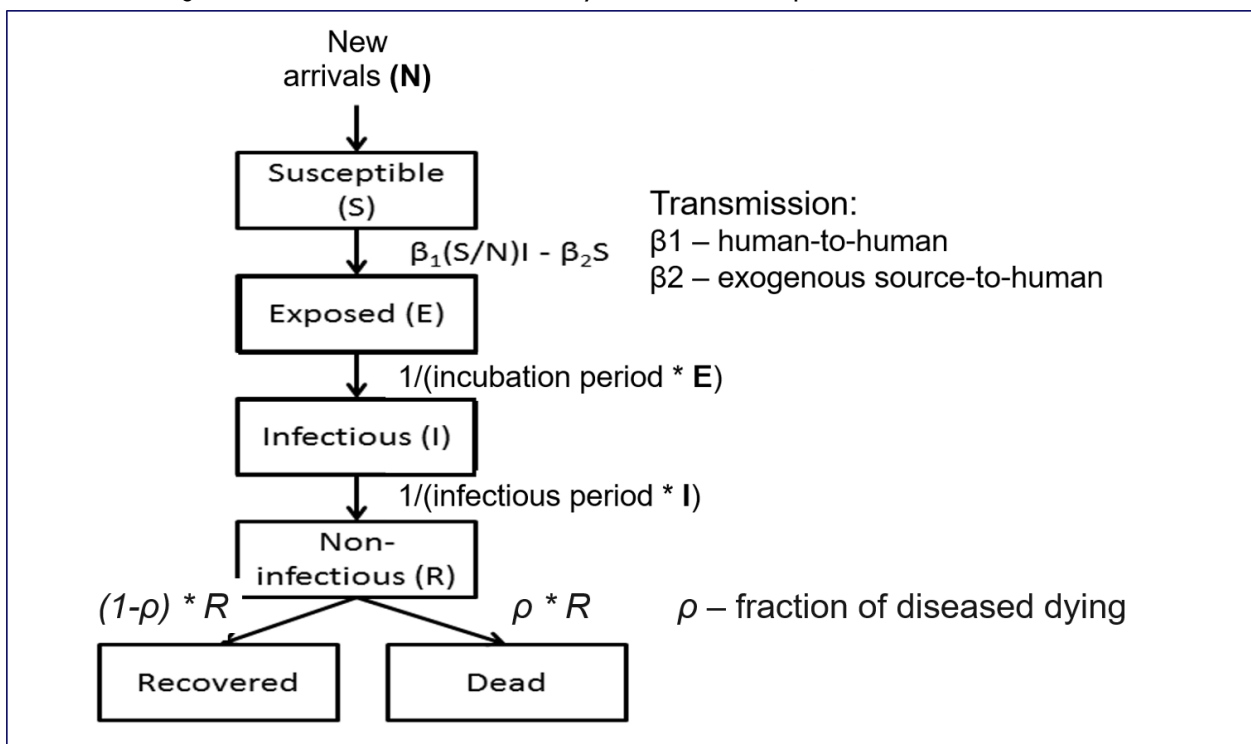 New
arrivals (N)
Susceptible
(S)
Transmission:
β₁(S/N)I - β₂S
β1 – human-to-human
β2 – exogenous source-to-human
Exposed (E)
1/(incubation period * E)
Infectious (I)
1/(infectious period * I)
Non-
infectious (R)
(1-ρ) * R
ρ * R
ρ – fraction of diseased dying
Recovered
Dead